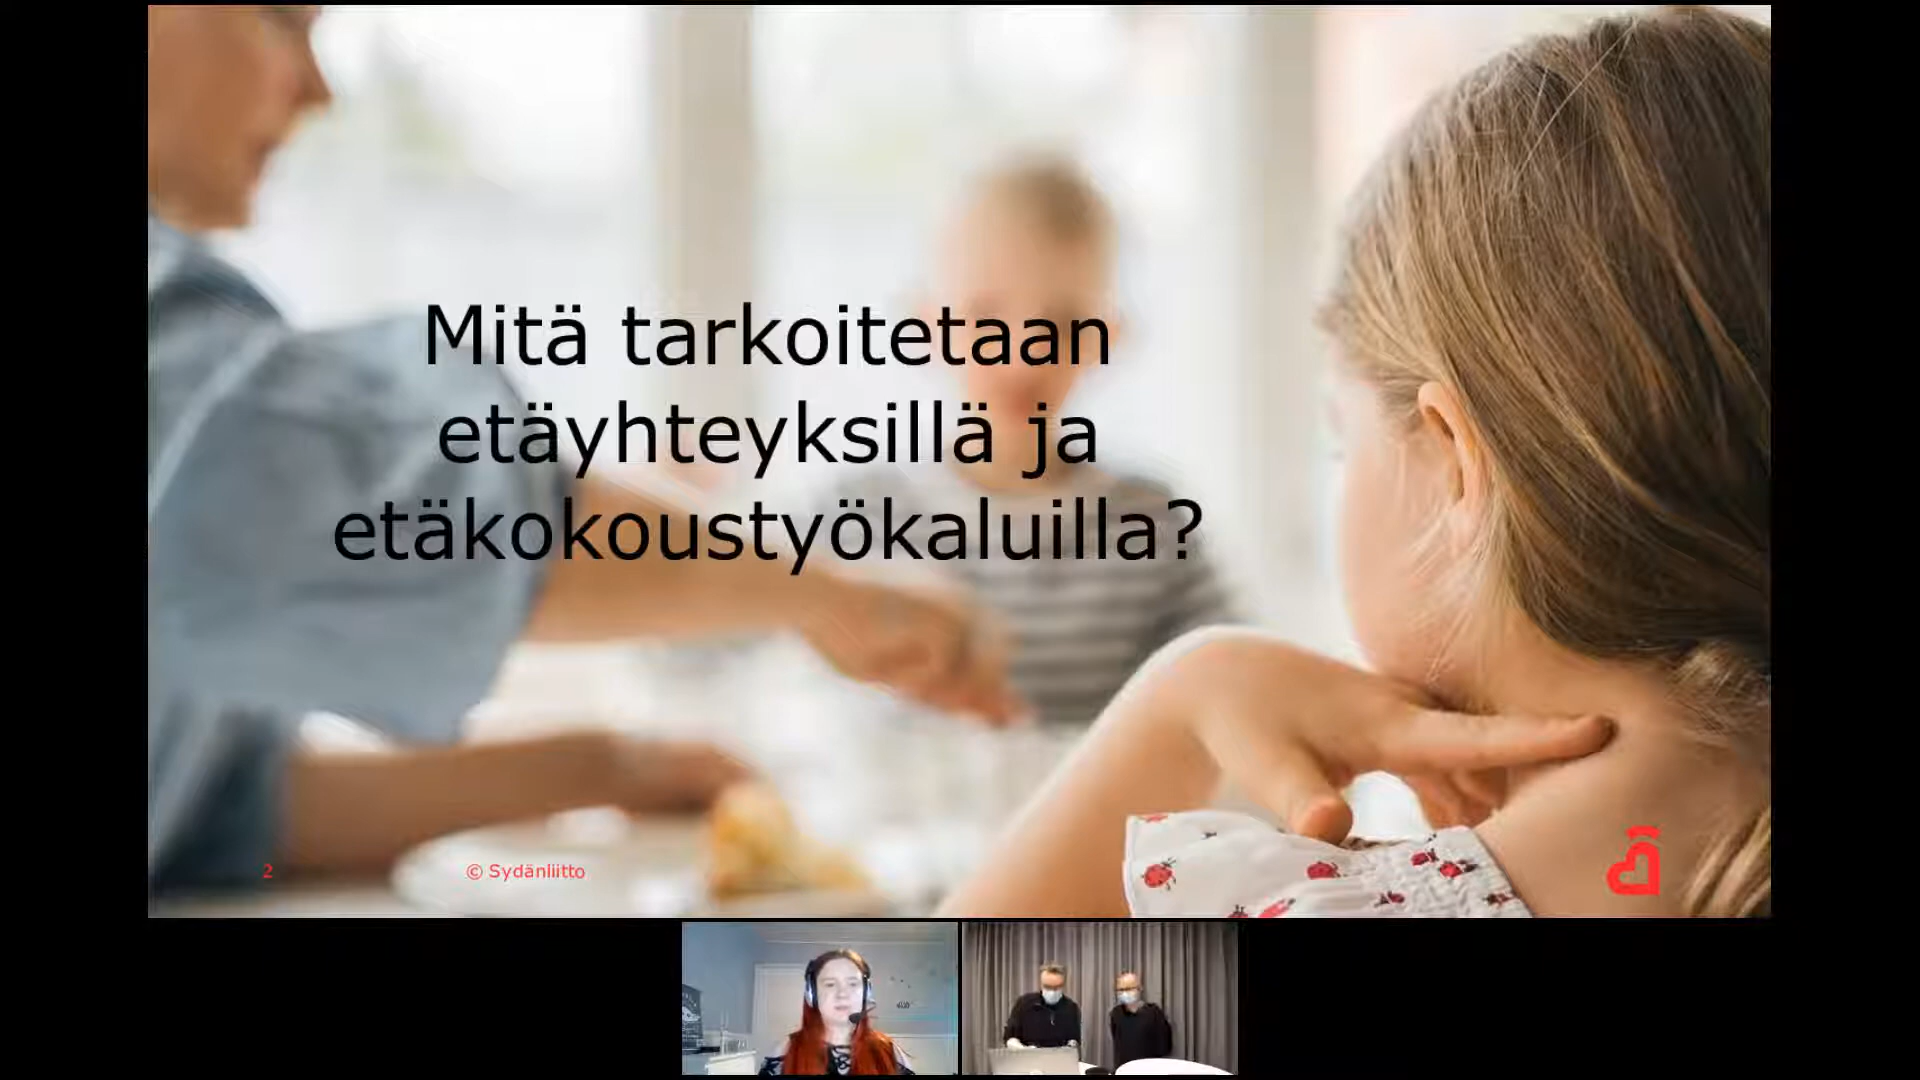 Mitä tarkoitetaan
etäyhteyksillä ja
etäkokoustyökaluilla?
2
© Sydänliitto